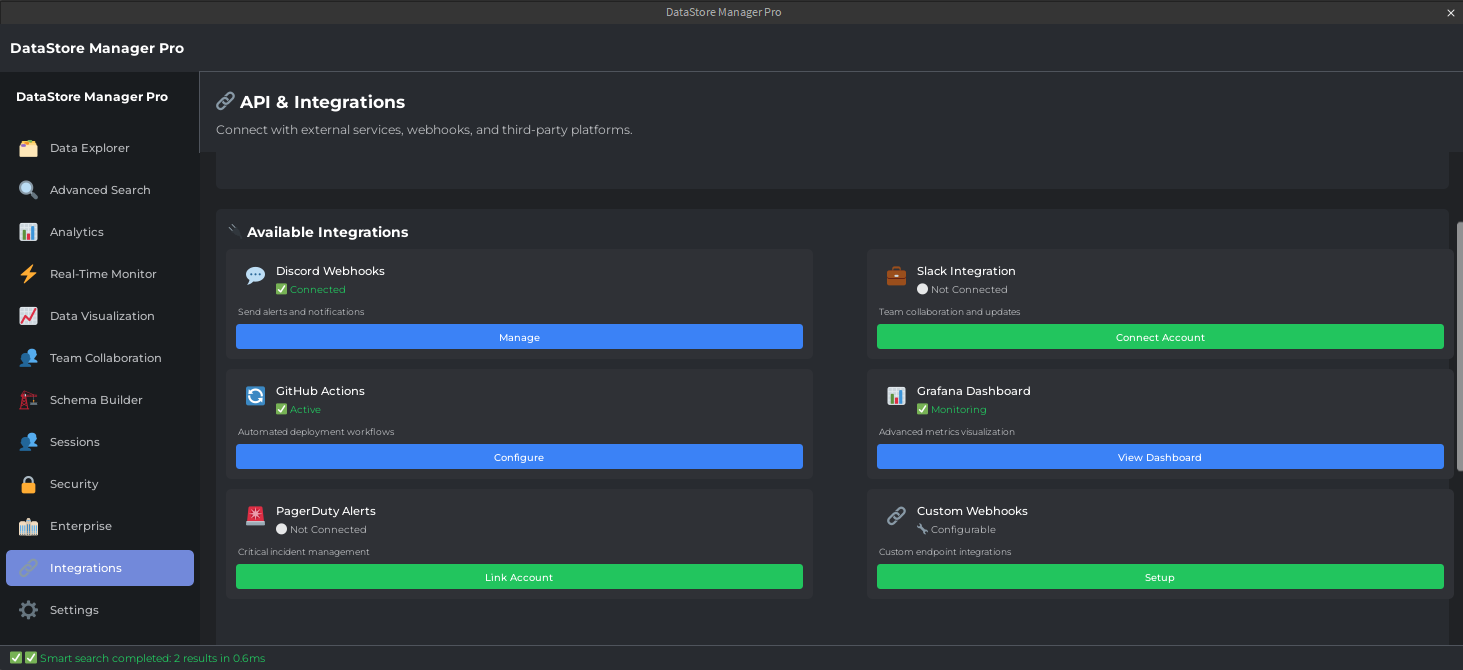 DataStore Manager Pro
DataStore Manager Pro
DataStore Manager Pro
Data Explorer
Advanced Search
Analytics
Real-Time Monitor
Data Visualization
Team Collaboration
Schema Builder
Sessions
Security
Enterprise
Integrations
Settings
API & Integrations
Connect with external services, webhooks, and third-party platforms.
Available Integrations
Discord Webhooks
Connected
Send alerts and notifications
Manage
Slack Integration
Not Connected
Team collaboration and updates
Connect Account
GitHub Actions
Active
Automated deployment workflows
Configure
Grafana Dashboard
Monitoring
Advanced metrics visualization
View Dashboard
PagerDuty Alerts
Not Connected
Critical incident management
Link Account
Custom Webhooks
Configurable
Custom endpoint integrations
Setup
Smart search completed: 2 results in 0.6ms